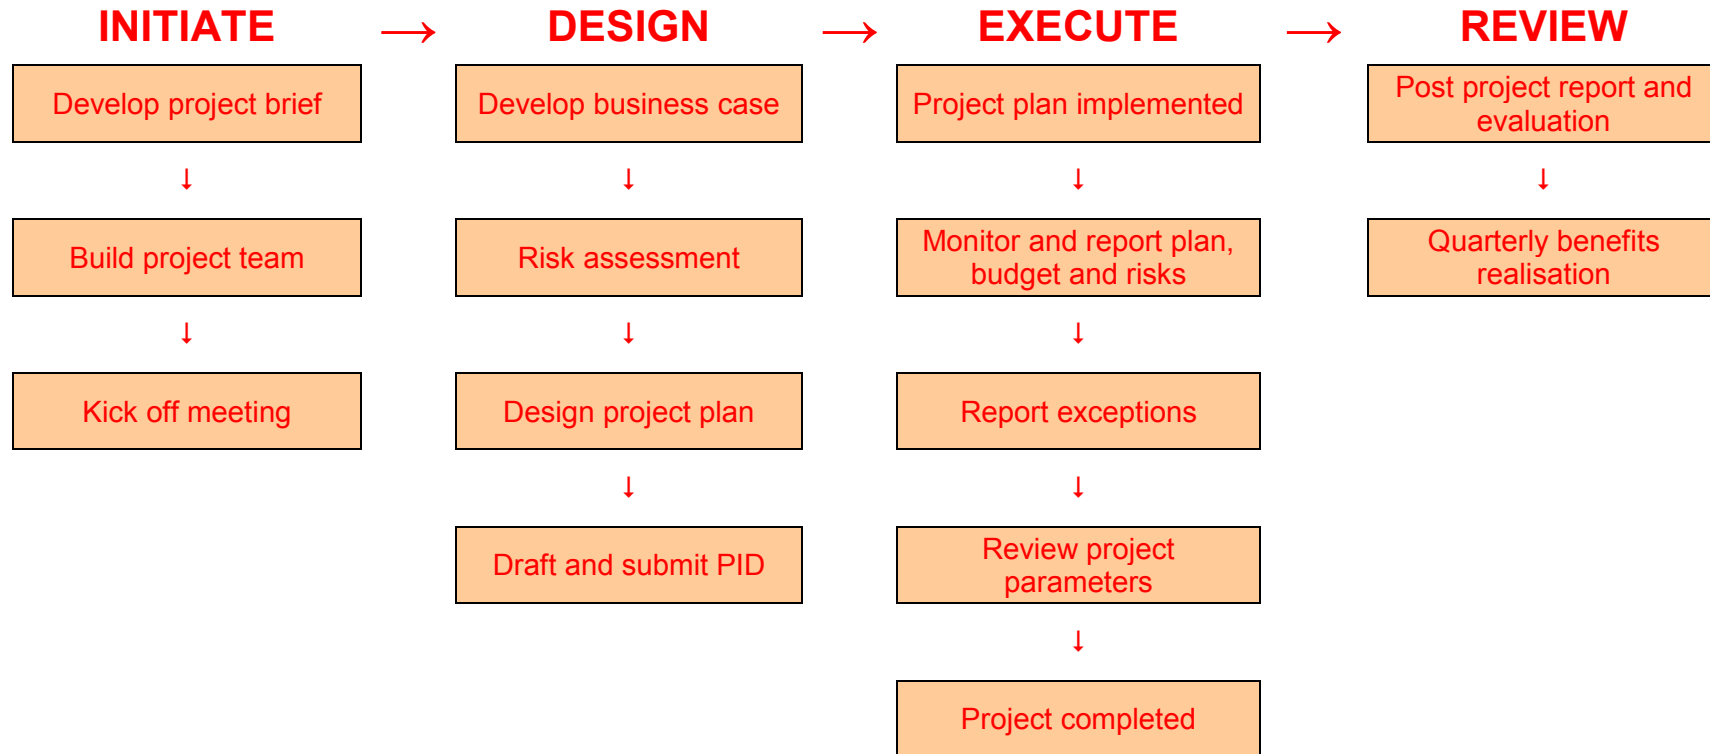 INITIATE → DESIGN → EXECUTE → REVIEW
Develop project brief
↓
Build project team
↓
Kick off meeting
Develop business case
↓
Risk assessment
↓
Design project plan
↓
Draft and submit PID
Project plan implemented
↓
Monitor and report plan,
budget and risks
↓
Report exceptions
↓
Review project
parameters
↓
Project completed
Post project report and
evaluation
↓
Quarterly benefits
realisation